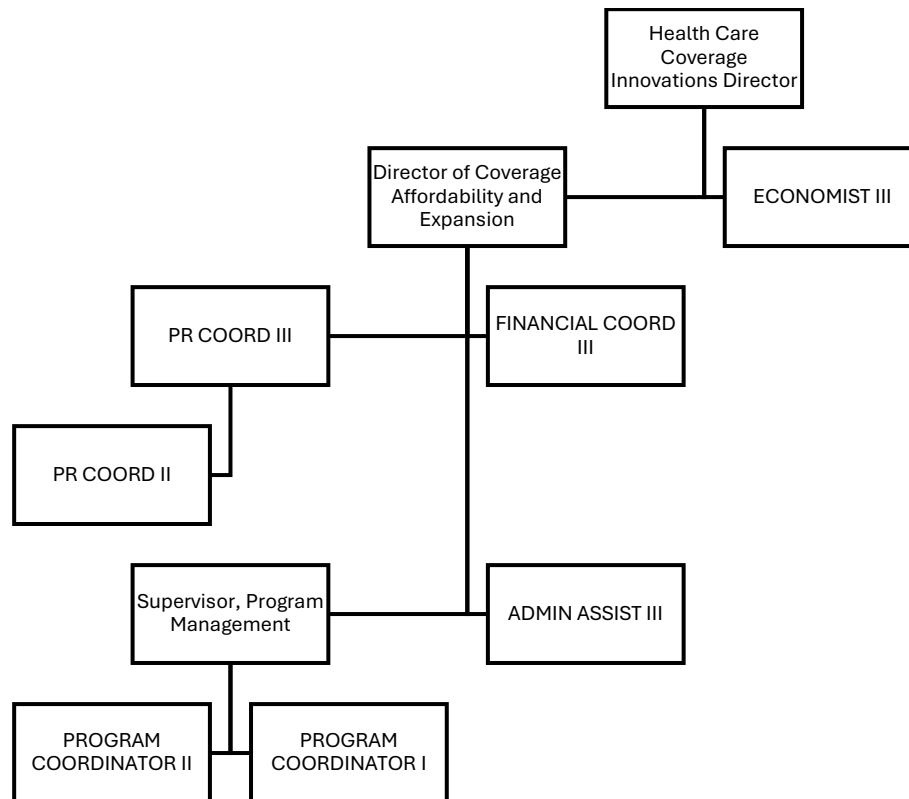 Health Care
Coverage
Innovations Director
Director of Coverage
Affordability and
Expansion
ECONOMIST III
PR COORD III
FINANCIAL COORD
III
PR COORD II
Supervisor, Program
Management
ADMIN ASSIST III
PROGRAM
COORDINATOR II
PROGRAM
COORDINATOR I